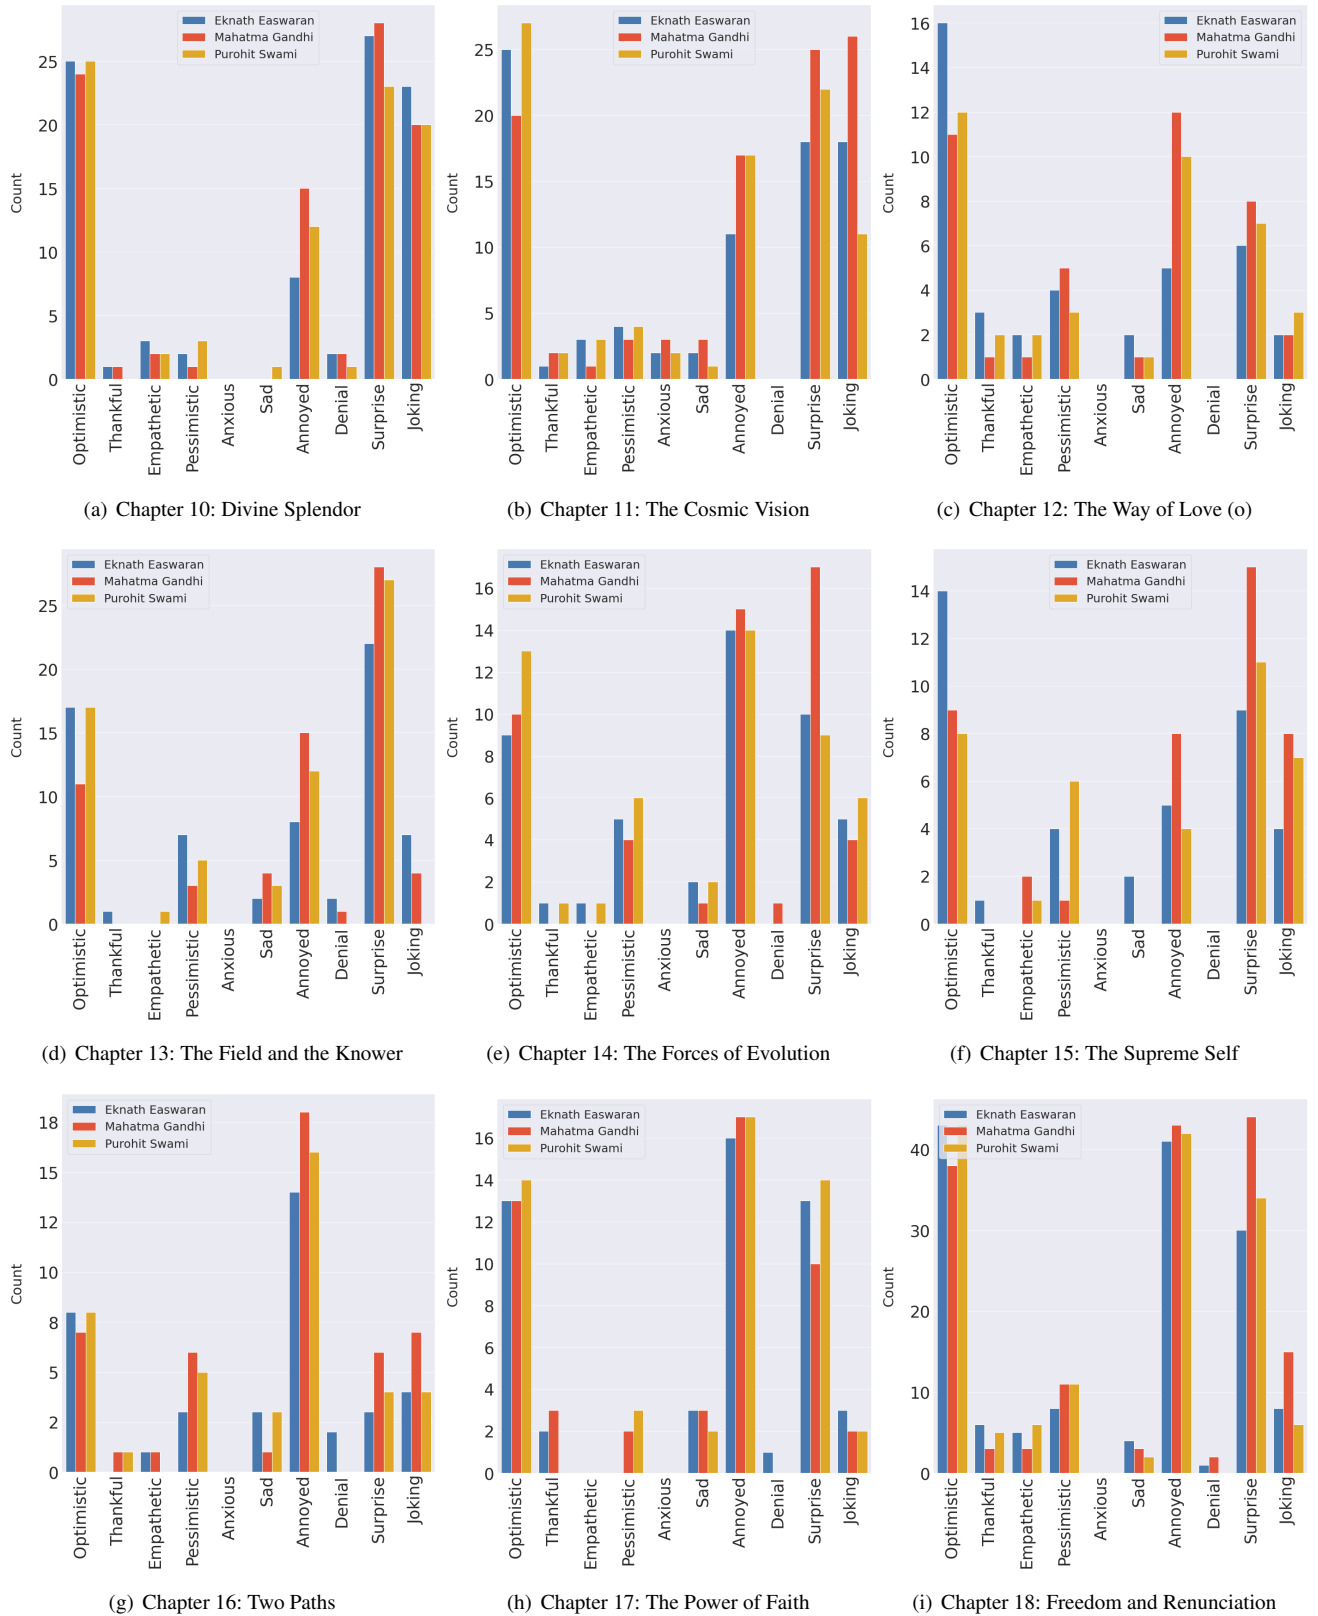 Eknath Easwaran
Mahatma Gandhi
Purohit Swami
Count
25
20
15
10
5
0
Optimistic
Thankful
Empathetic
Pessimistic
Anxious
Sad
Annoyed
Denial
Surprise
Joking
(a) Chapter 10: Divine Splendor
Eknath Easwaran
Mahatma Gandhi
Purohit Swami
Count
25
20
15
10
5
0
Optimistic
Thankful
Empathetic
Pessimistic
Anxious
Sad
Annoyed
Denial
Surprise
Joking
(b) Chapter 11: The Cosmic Vision
Eknath Easwaran
Mahatma Gandhi
Purohit Swami
Count
16
14
12
10
8
6
4
2
0
Optimistic
Thankful
Empathetic
Pessimistic
Anxious
Sad
Annoyed
Denial
Surprise
Joking
(c) Chapter 12: The Way of Love (o)
Eknath Easwaran
Mahatma Gandhi
Purohit Swami
Count
25
20
15
10
5
0
Optimistic
Thankful
Empathetic
Pessimistic
Anxious
Sad
Annoyed
Denial
Surprise
Joking
(d) Chapter 13: The Field and the Knower
Eknath Easwaran
Mahatma Gandhi
Purohit Swami
Count
16
14
12
10
8
6
4
2
0
Optimistic
Thankful
Empathetic
Pessimistic
Anxious
Sad
Annoyed
Denial
Surprise
Joking
(e) Chapter 14: The Forces of Evolution
Eknath Easwaran
Mahatma Gandhi
Purohit Swami
Count
14
12
10
8
6
4
2
0
Optimistic
Thankful
Empathetic
Pessimistic
Anxious
Sad
Annoyed
Denial
Surprise
Joking
(f) Chapter 15: The Supreme Self
Eknath Easwaran
Mahatma Gandhi
Purohit Swami
Count
18
15
12
10
8
5
2
0
Optimistic
Thankful
Empathetic
Pessimistic
Anxious
Sad
Annoyed
Denial
Surprise
Joking
(g) Chapter 16: Two Paths
Eknath Easwaran
Mahatma Gandhi
Purohit Swami
Count
16
14
12
10
8
6
4
2
0
Optimistic
Thankful
Empathetic
Pessimistic
Anxious
Sad
Annoyed
Denial
Surprise
Joking
(h) Chapter 17: The Power of Faith
Eknath Easwaran
Mahatma Gandhi
Purohit Swami
Count
40
30
20
10
0
Optimistic
Thankful
Empathetic
Pessimistic
Anxious
Sad
Annoyed
Denial
Surprise
Joking
(i) Chapter 18: Freedom and Renunciation